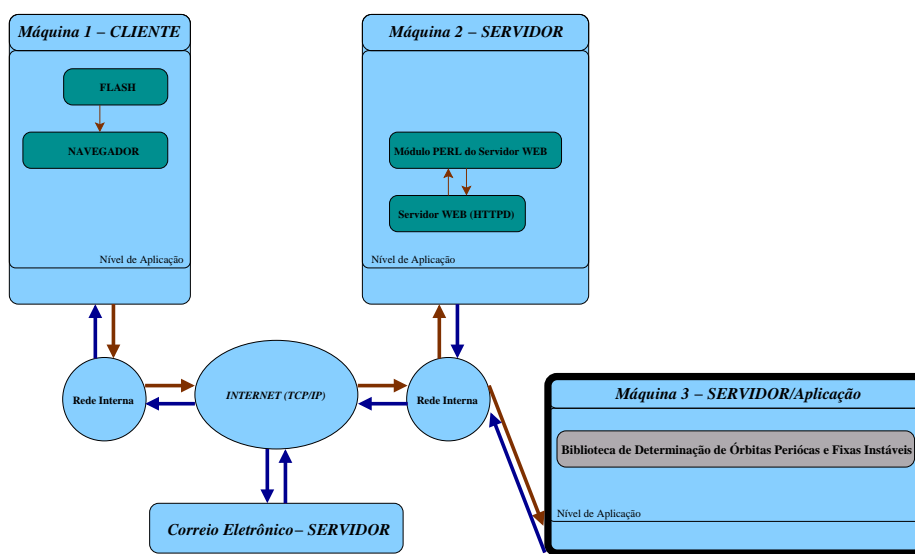 Máquina 1 – CLIENTE
FLASH
NAVEGADOR
Nível de Aplicação
Máquina 2 – SERVIDOR
Módulo PERL do Servidor WEB
Servidor WEB (HTTPD)
Nível de Aplicação
Rede Interna
INTERNET (TCP/IP)
Rede Interna
Máquina 3 – SERVIDOR/Aplicação
Biblioteca de Determinação de Órbitas Periócas e Fixas Instáveis
Nível de Aplicação
Correio Eletrônico – SERVIDOR